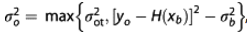 σ_o^2 = max{σ_ot^2, [y_o − H(x_b)]^2 − σ_b^2},